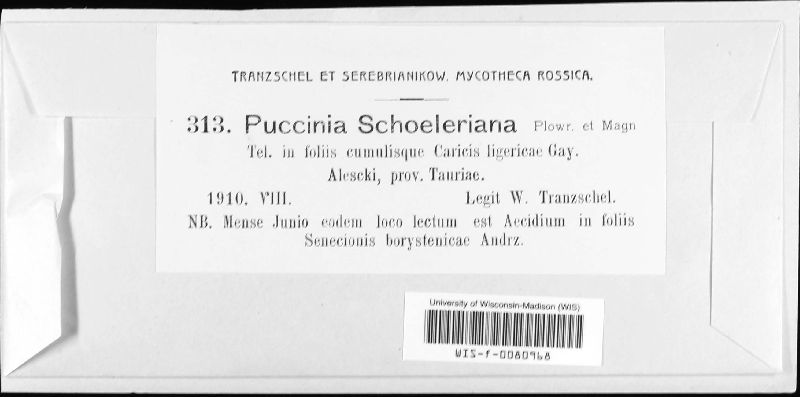 TRANZSCHEL ET SEREBRIANIKOW. MYCOTHECA ROSSICA.
313. Puccinia Schoeleriana Plowr. et Magn
Tel. in foliis cumulisque Caricis ligericae Gay.
Alescki, prov. Tauriae.
1910. VIII. Legit W. Tranzschel.
NB. Mense Junio eodem loco lectum est Aecidium in foliis
Senecionis borystenicae Andrz.
University of Wisconsin-Madison (WIS)
WIS-f-0080968